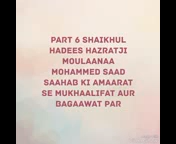 PART 6 SHAIKHUL
HADEES HAZRATJI
MOULAANAA
MOHAMMED SAAD
SAAHAB KI AMAARAT
SE MUKHAALIFAT AUR
BAGAAWAT PAR